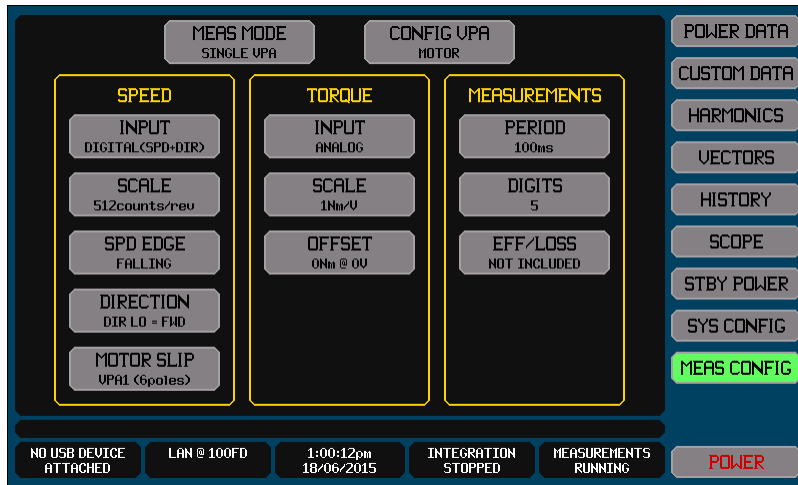 MEAS MODE
SINGLE VPA
CONFIG VPA
MOTOR
SPEED
INPUT
DIGITAL(SPD+DIR)
SCALE
512counts/rev
SPD EDGE
FALLING
DIRECTION
DIR LO = FWD
MOTOR SLIP
VPA1 (6poles)
TORQUE
INPUT
ANALOG
SCALE
1Nm/V
OFFSET
0Nm @ 0V
MEASUREMENTS
PERIOD
100ms
DIGITS
5
EFF/LOSS
NOT INCLUDED
POWER DATA
CUSTOM DATA
HARMONICS
VECTORS
HISTORY
SCOPE
STBY POWER
SYS CONFIG
MEAS CONFIG
NO USB DEVICE
ATTACHED
LAN @ 100FD
1:00:12pm
18/06/2015
INTEGRATION
STOPPED
MEASUREMENTS
RUNNING
POWER